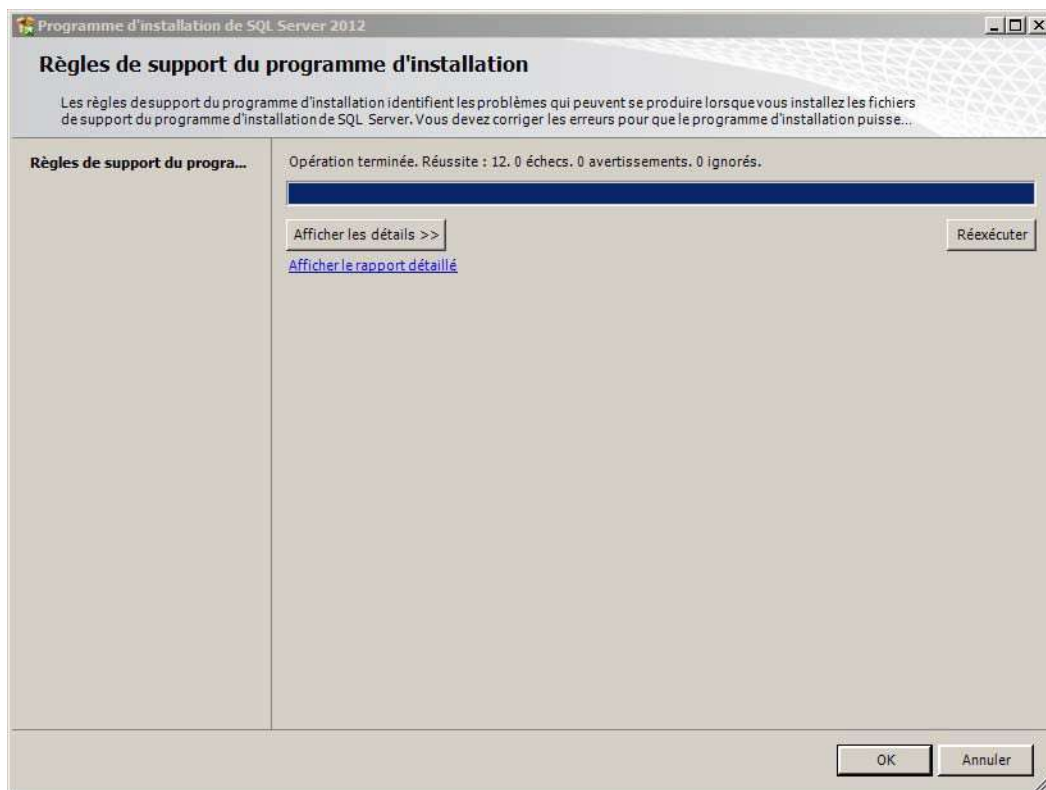 Programme d'installation de SQL Server 2012
Règles de support du programme d'installation
Les règles de support du programme d'installation identifient les problèmes qui peuvent se produire lorsque vous installez les fichiers
de support du programme d'installation de SQL Server. Vous devez corriger les erreurs pour que le programme d'installation puisse...
Règles de support du progra...
Opération terminée. Réussite : 12. 0 échecs. 0 avertissements. 0 ignorés.
Afficher les détails >>
Réexécuter
Afficher le rapport détaillé
OK
Annuler